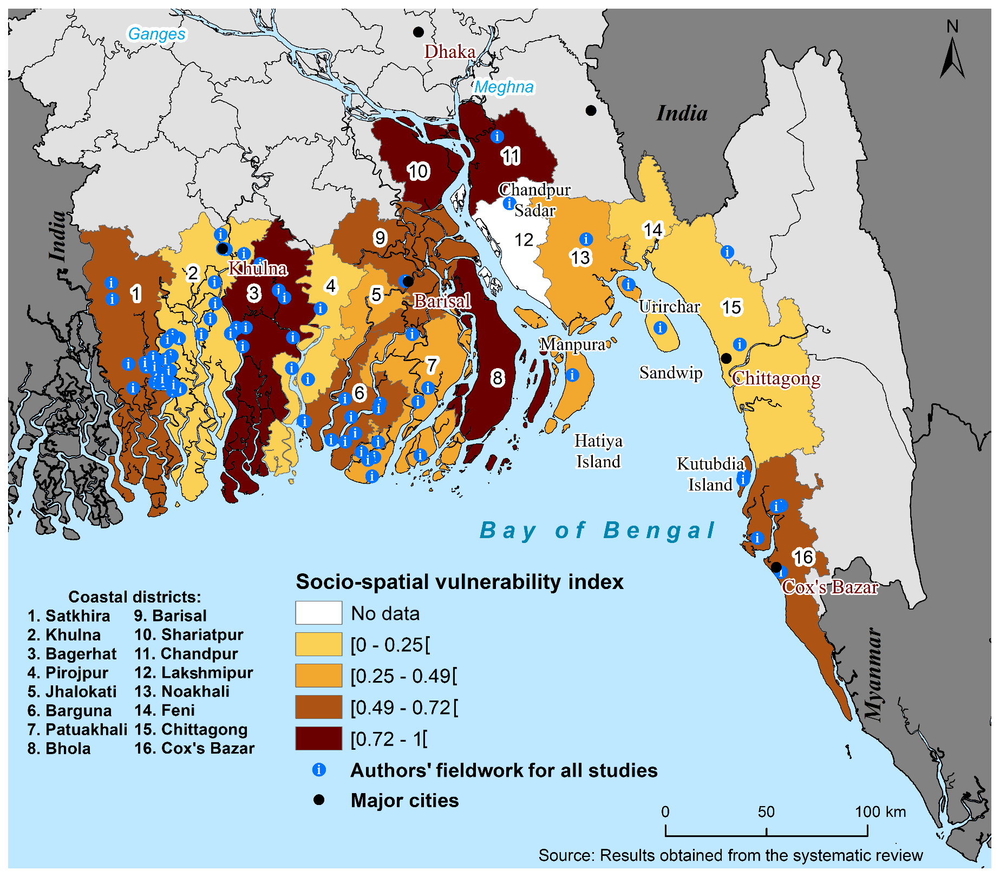 N
Ganges
Dhaka
Meghna
India
10
11
Chandpur
Sadar
India
9
12
14
13
2
Khulna
1
3
4
5
Barisal
Urirchar
15
Manpura
7
8
6
Sandwip
Chittagong
Hatiya
Island
Kutubdia
Island
Bay of Bengal
16
Cox's Bazar
Myanmar
Coastal districts:
1. Satkhira 9. Barisal
2. Khulna 10. Shariatpur
3. Bagerhat 11. Chandpur
4. Pirojpur 12. Lakshmipur
5. Jhalokati 13. Noakhali
6. Barguna 14. Feni
7. Patuakhali 15. Chittagong
8. Bhola 16. Cox's Bazar
Socio-spatial vulnerability index
No data
[0 - 0.25[
[0.25 - 0.49[
[0.49 - 0.72[
[0.72 - 1[
i Authors' fieldwork for all studies
Major cities
0 50 100 km
Source: Results obtained from the systematic review